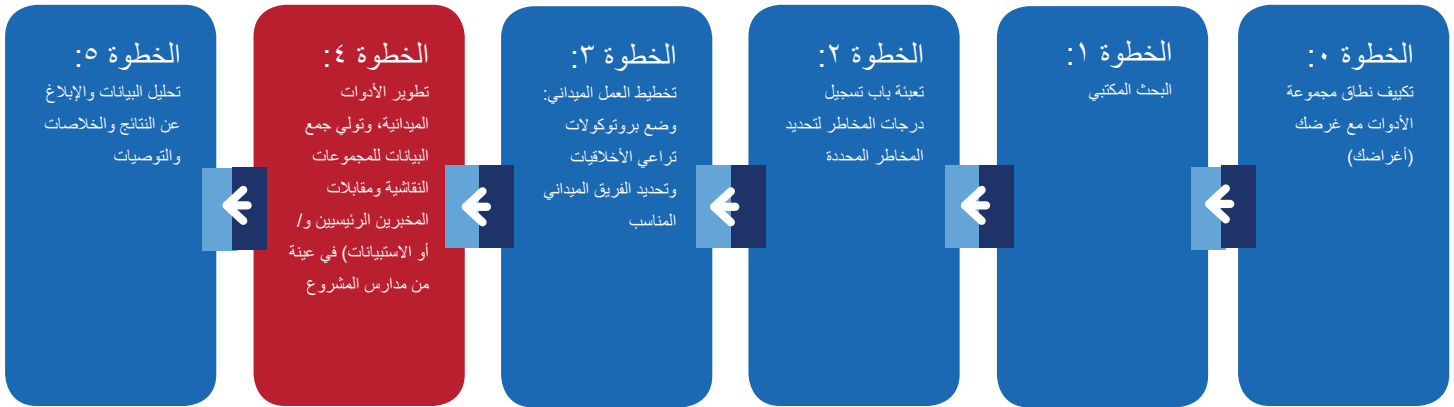 الخطوة ٠:
تكييف نطاق مجموعة
الأدوات مع غرضك
(أغراضك)
الخطوة ١:
البحث المكتبي
الخطوة ٢:
تعبئة باب تسجيل
درجات المخاطر لتحديد
المخاطر المحددة
الخطوة ٣:
تخطيط العمل الميداني:
وضع بروتوكولات
تراعي الأخلاقيات
وتحديد الفريق الميداني
المناسب
الخطوة ٤:
تطوير الأدوات
الميدانية، وتولي جمع
البيانات للمجموعات
النقاشية ومقابلات
المخبرين الرئيسيين و/
أو الاستبيانات) في عينة
من مدارس المشروع
الخطوة ٥:
تحليل البيانات والإبلاغ
عن النتائج والخلاصات
والتوصيات